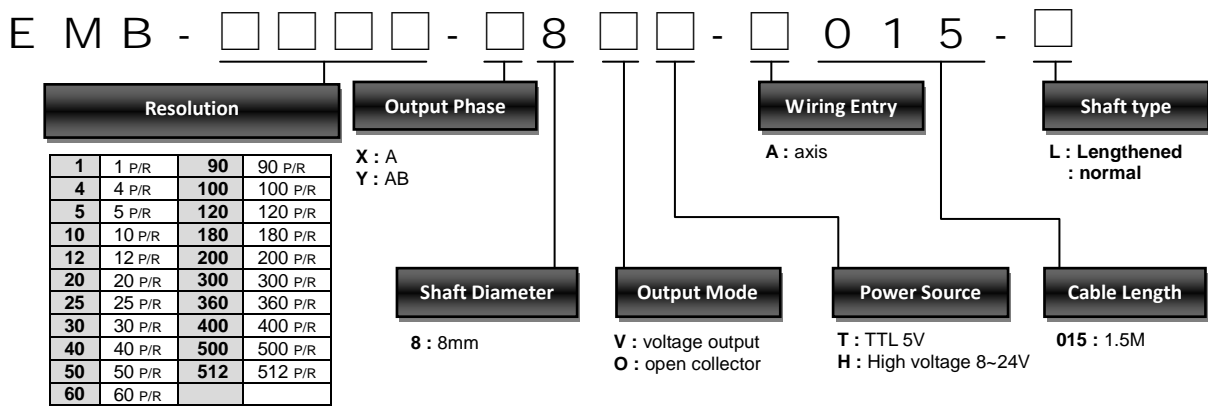 EMB - □□□□ - □8□□ - □015 - □
Resolution
Output Phase
Wiring Entry
Shaft type
X : A
Y : AB
A : axis
L : Lengthened
: normal
1 1 P/R 90 90 P/R
4 4 P/R 100 100 P/R
5 5 P/R 120 120 P/R
10 10 P/R 180 180 P/R
12 12 P/R 200 200 P/R
20 20 P/R 300 300 P/R
25 25 P/R 360 360 P/R
30 30 P/R 400 400 P/R
40 40 P/R 500 500 P/R
50 50 P/R 512 512 P/R
60 60 P/R
Shaft Diameter
Output Mode
Power Source
Cable Length
8 : 8mm
V : voltage output
O : open collector
T : TTL 5V
H : High voltage 8~24V
015 : 1.5M